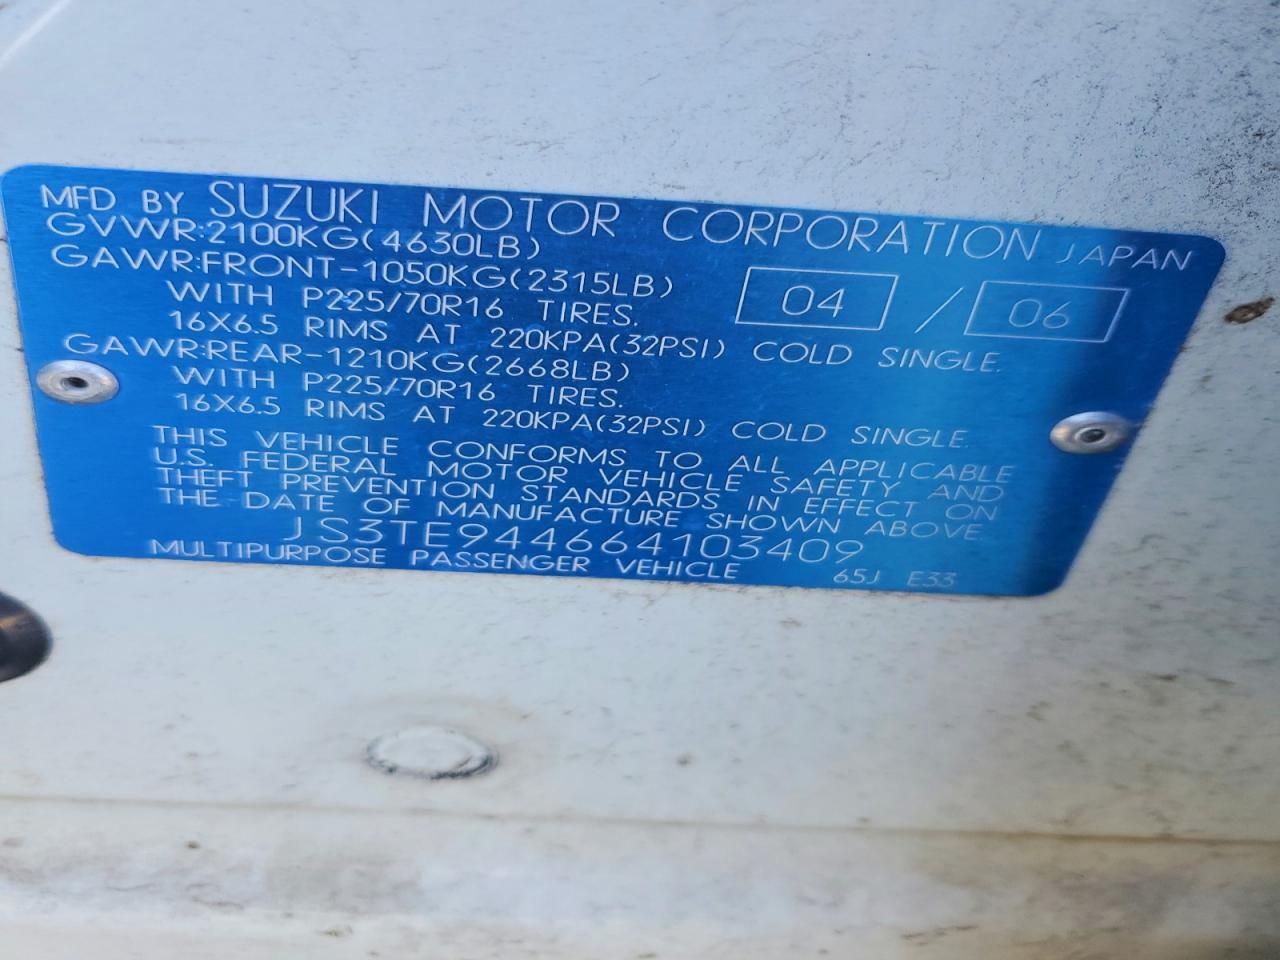 MFD BY SUZUKI MOTOR CORPORATION JAPAN
GVWR:2100KG(4630LB)
GAWR:FRONT-1050KG(2315LB)
04 / 06
WITH P225/70R16 TIRES.
16X6.5 RIMS AT 220KPA(32PSI) COLD SINGLE.
GAWR:REAR-1210KG(2668LB)
WITH P225/70R16 TIRES.
16X6.5 RIMS AT 220KPA(32PSI) COLD SINGLE.
THIS VEHICLE CONFORMS TO ALL APPLICABLE
U.S. FEDERAL MOTOR VEHICLE SAFETY AND
THEFT PREVENTION STANDARDS IN EFFECT ON
THE DATE OF MANUFACTURE SHOWN ABOVE
JS3TE944664103409
MULTIPURPOSE PASSENGER VEHICLE 65J E33